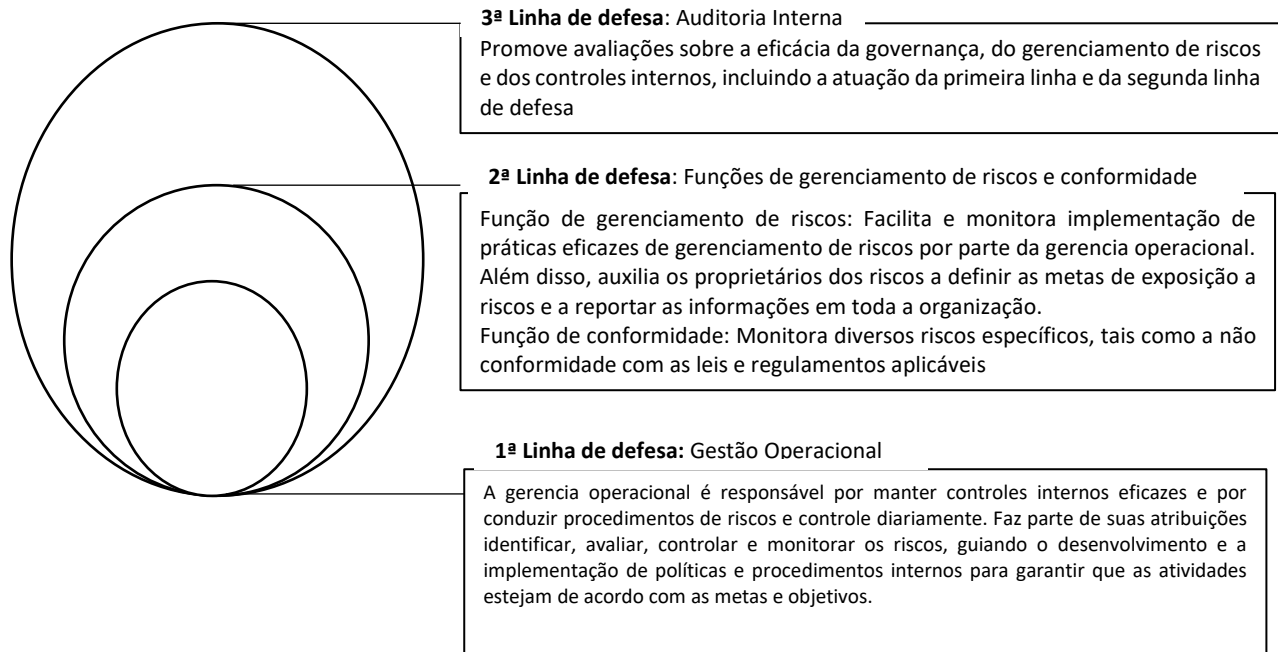 3ª Linha de defesa: Auditoria Interna
Promove avaliações sobre a eficácia da governança, do gerenciamento de riscos
e dos controles internos, incluindo a atuação da primeira linha e da segunda linha
de defesa
2ª Linha de defesa: Funções de gerenciamento de riscos e conformidade
Função de gerenciamento de riscos: Facilita e monitora implementação de
práticas eficazes de gerenciamento de riscos por parte da gerencia operacional.
Além disso, auxilia os proprietários dos riscos a definir as metas de exposição a
riscos e a reportar as informações em toda a organização.
Função de conformidade: Monitora diversos riscos específicos, tais como a não
conformidade com as leis e regulamentos aplicáveis
1ª Linha de defesa: Gestão Operacional
A gerencia operacional é responsável por manter controles internos eficazes e por
conduzir procedimentos de riscos e controle diariamente. Faz parte de suas atribuições
identificar, avaliar, controlar e monitorar os riscos, guiando o desenvolvimento e a
implementação de políticas e procedimentos internos para garantir que as atividades
estejam de acordo com as metas e objetivos.